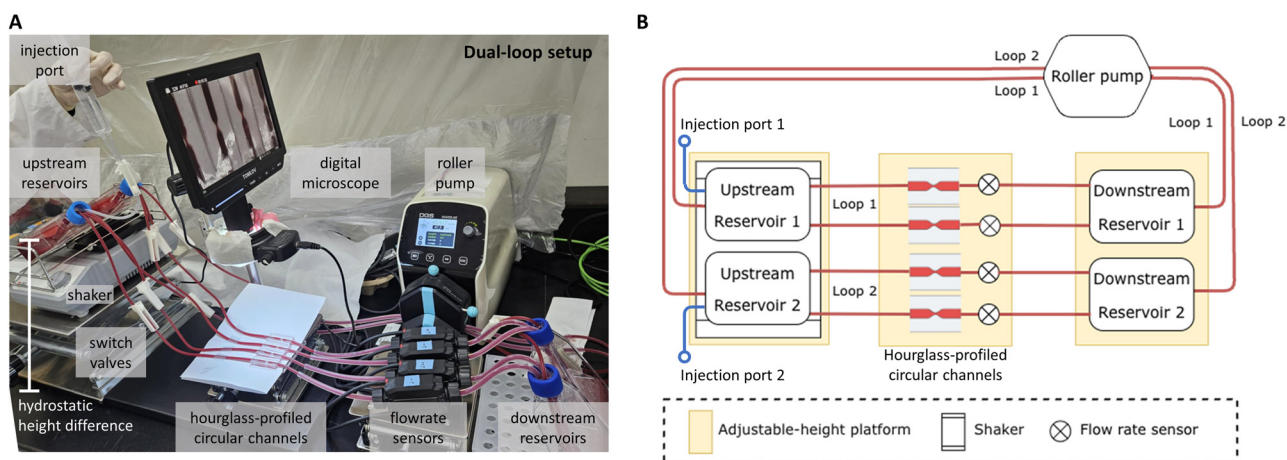 A
Dual-loop setup
injection
port
upstream
reservoirs
digital
microscope
roller
pump
shaker
switch
valves
hydrostatic
height difference
hourglass-profiled
circular channels
flowrate
sensors
downstream
reservoirs
B
Loop 2
Loop 1
Roller pump
Loop 1
Loop 2
Injection port 1
Upstream
Reservoir 1
Loop 1
Downstream
Reservoir 1
Upstream
Reservoir 2
Loop 2
Downstream
Reservoir 2
Injection port 2
Hourglass-profiled
circular channels
Adjustable-height platform
Shaker
Flow rate sensor